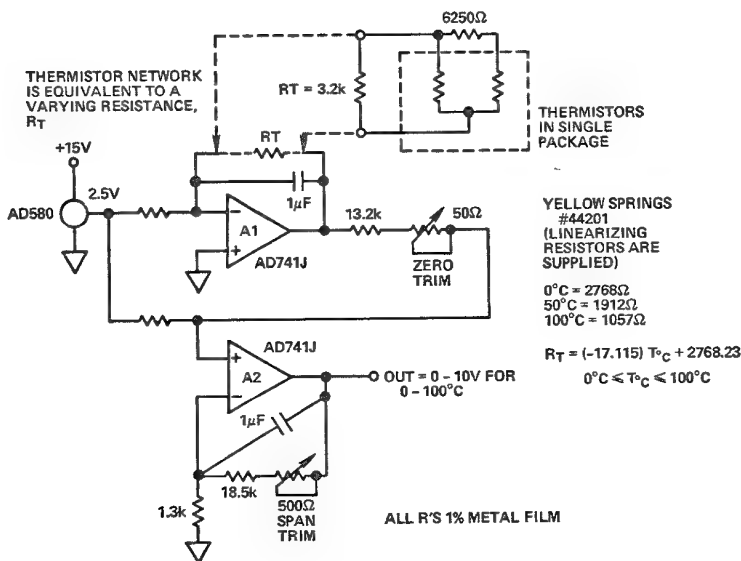 6250Ω
THERMISTOR NETWORK
IS EQUIVALENT TO A
VARYING RESISTANCE,
RT
RT = 3.2k
THERMISTORS
IN SINGLE
PACKAGE
+15V
RT
2.5V
AD580
1μF
13.2k
50Ω
A1
AD741J
ZERO
TRIM
YELLOW SPRINGS
#44201
(LINEARIZING
RESISTORS ARE
SUPPLIED)
0°C = 2768Ω
50°C = 1912Ω
100°C = 1057Ω
RT = (-17.115) T°C + 2768.23
0°C ⩽ T°C ⩽ 100°C
AD741J
A2
OUT = 0 - 10V FOR
0 - 100°C
1μF
18.5k
500Ω
SPAN
TRIM
1.3k
ALL R'S 1% METAL FILM